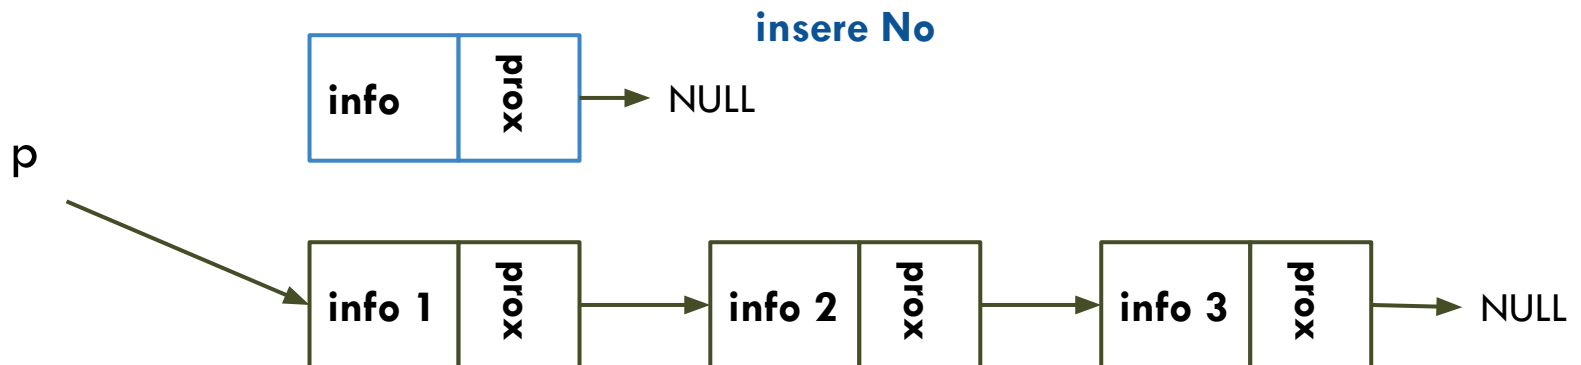 insere No
info prox NULL
p
info 1 prox info 2 prox info 3 prox NULL